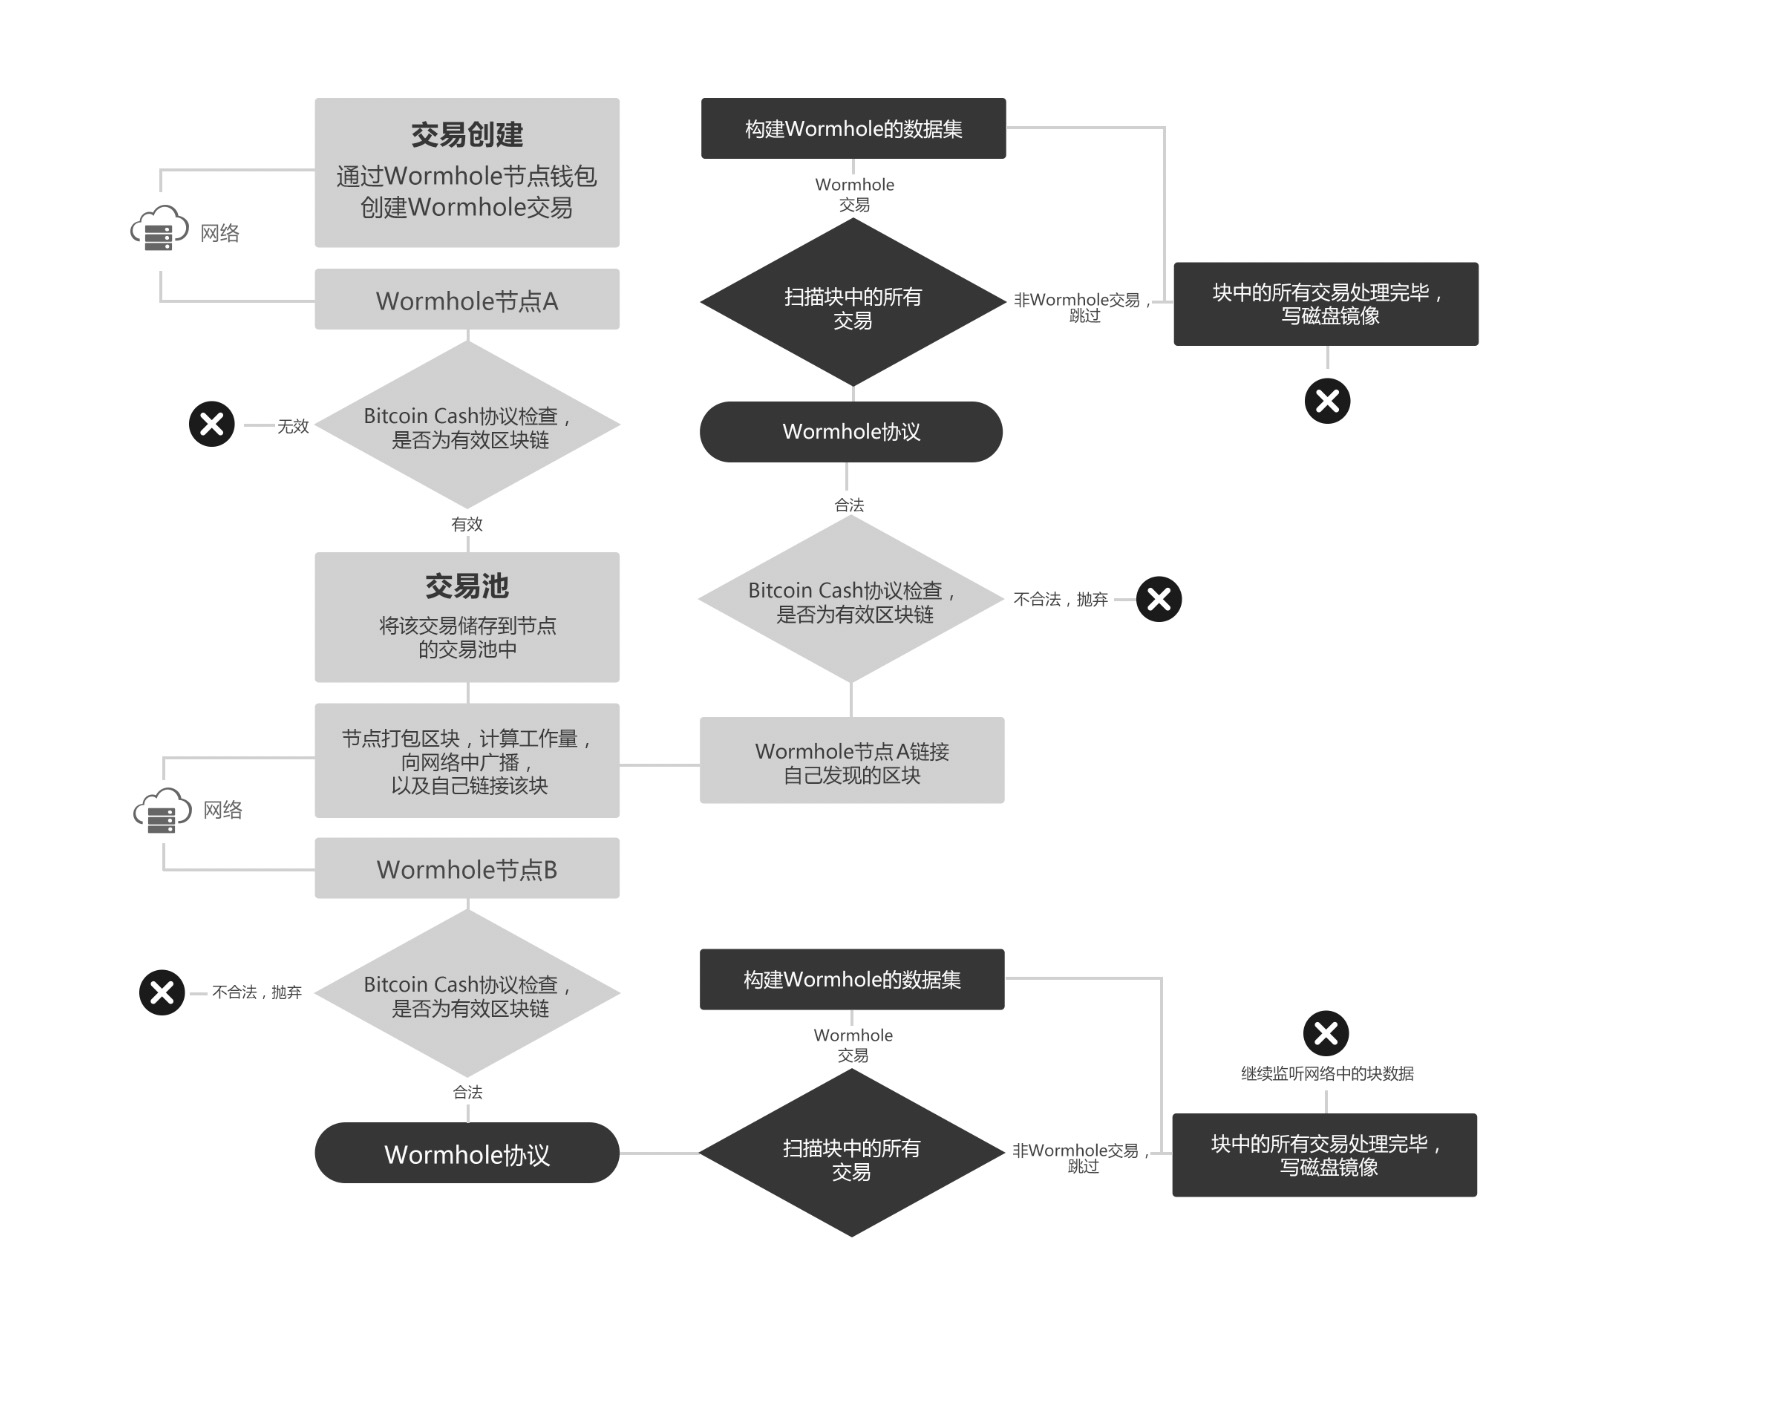 交易创建
通过Wormhole节点钱包
创建Wormhole交易
网络
Wormhole节点A
Bitcoin Cash协议检查，
是否为有效区块链
无效
有效
交易池
将该交易储存到节点
的交易池中
节点打包区块，计算工作量，
向网络中广播，
以及自己链接该块
网络
Wormhole节点B
Bitcoin Cash协议检查，
是否为有效区块链
不合法，抛弃
合法
Wormhole协议
构建Wormhole的数据集
Wormhole
交易
扫描块中的所有
交易
非Wormhole交易，
跳过
块中的所有交易处理完毕，
写磁盘镜像
Wormhole协议
合法
Bitcoin Cash协议检查，
是否为有效区块链
不合法，抛弃
Wormhole节点A链接
自己发现的区块
构建Wormhole的数据集
Wormhole
交易
扫描块中的所有
交易
非Wormhole交易，
跳过
继续监听网络中的块数据
块中的所有交易处理完毕，
写磁盘镜像